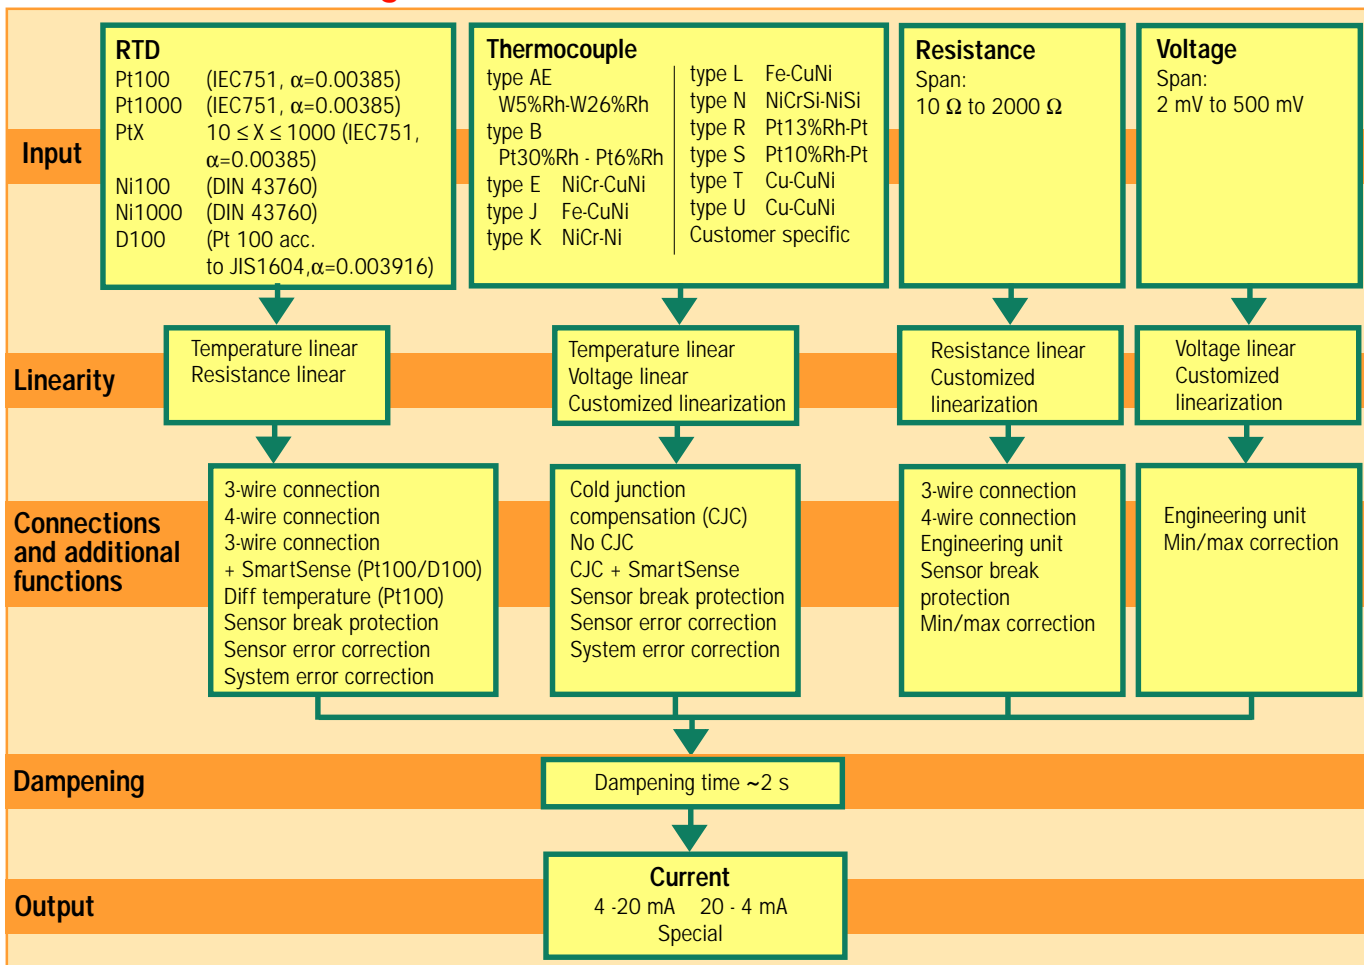 Input
RTD
Pt100 (IEC751, α=0.00385)
Pt1000 (IEC751, α=0.00385)
PtX 10 ≤ X ≤ 1000 (IEC751,
α=0.00385)
Ni100 (DIN 43760)
Ni1000 (DIN 43760)
D100 (Pt 100 acc.
to JIS1604,α=0.003916)
Thermocouple
type AE
W5%Rh-W26%Rh
type B
Pt30%Rh - Pt6%Rh
type E NiCr-CuNi
type J Fe-CuNi
type K NiCr-Ni
type L Fe-CuNi
type N NiCrSi-NiSi
type R Pt13%Rh-Pt
type S Pt10%Rh-Pt
type T Cu-CuNi
type U Cu-CuNi
Customer specific
Resistance
Span:
10 Ω to 2000 Ω
Voltage
Span:
2 mV to 500 mV
Linearity
Temperature linear
Resistance linear
Temperature linear
Voltage linear
Customized linearization
Resistance linear
Customized
linearization
Voltage linear
Customized
linearization
Connections
and additional
functions
3-wire connection
4-wire connection
3-wire connection
+ SmartSense (Pt100/D100)
Diff temperature (Pt100)
Sensor break protection
Sensor error correction
System error correction
Cold junction
compensation (CJC)
No CJC
CJC + SmartSense
Sensor break protection
Sensor error correction
System error correction
3-wire connection
4-wire connection
Engineering unit
Sensor break
protection
Min/max correction
Engineering unit
Min/max correction
Dampening
Dampening time ~2 s
Output
Current
4 -20 mA 20 - 4 mA
Special